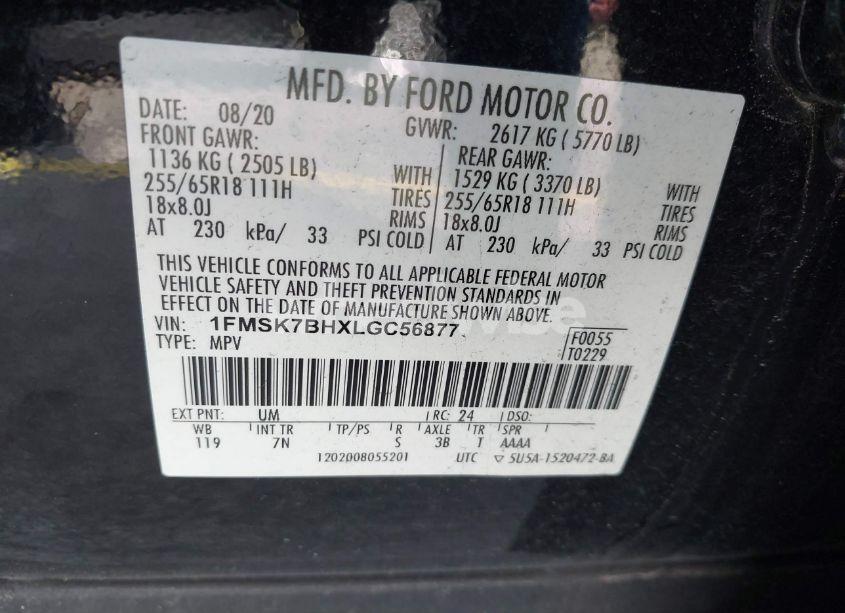 MFD. BY FORD MOTOR CO.
DATE: 08/20 GVWR: 2617 KG ( 5770 LB)
FRONT GAWR: REAR GAWR:
1136 KG ( 2505 LB) WITH 1529 KG ( 3370 LB) WITH
255/65R18 111H TIRES 255/65R18 111H TIRES
18x8.0J RIMS 18x8.0J RIMS
AT 230 kPa/ 33 PSI COLD AT 230 kPa/ 33 PSI COLD
THIS VEHICLE CONFORMS TO ALL APPLICABLE FEDERAL MOTOR
VEHICLE SAFETY AND THEFT PREVENTION STANDARDS IN
EFFECT ON THE DATE OF MANUFACTURE SHOWN ABOVE.
VIN: 1FMSK7BHXLGC56877
TYPE: MPV
F0055
T0229
EXT PNT: UM RC: 24 DSO:
WB INT TR TP/PS R AXLE TR SPR
119 7N S 3B T AAAA
1202008055201 UTC ▽ 5U5A-1520472-BA